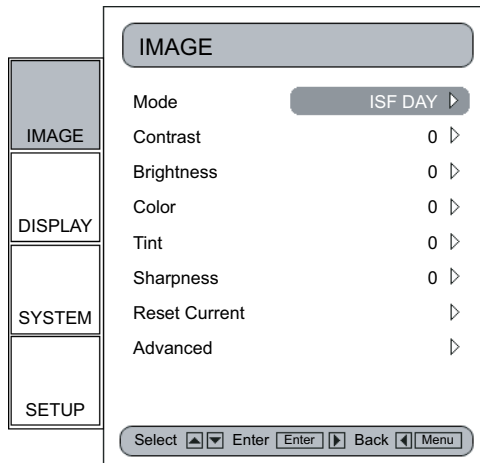 IMAGE
DISPLAY
SYSTEM
SETUP
IMAGE
Mode ISF DAY
Contrast 0
Brightness 0
Color 0
Tint 0
Sharpness 0
Reset Current
Advanced
Select Enter Enter Back Menu